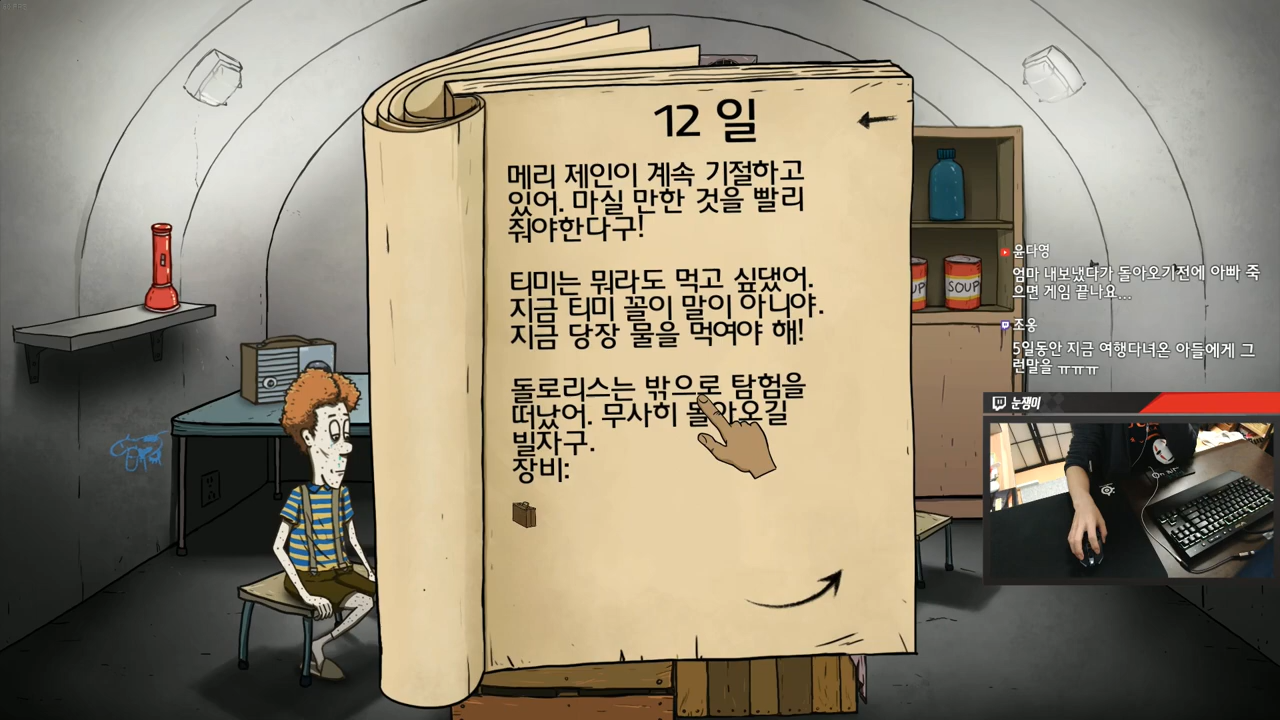 12 일
메리 제인이 계속 기절하고
있어. 마실 만한 것을 빨리
줘야한다구!
티미는 뭐라도 먹고 싶댔어.
지금 티미 꼴이 말이 아니야.
지금 당장 물을 먹여야 해!
돌로리스는 밖으로 탐험을
떠났어. 무사히 돌아오길
빌자구.
장비:
UP
SOUP
윤다영
엄마 내보냈다가 돌아오기전에 아빠 죽
으면 게임 끝나요...
조웅
5일동안 지금 여행다녀온 아들에게 그
런말을 ㅠㅠㅠ
눈쟁이